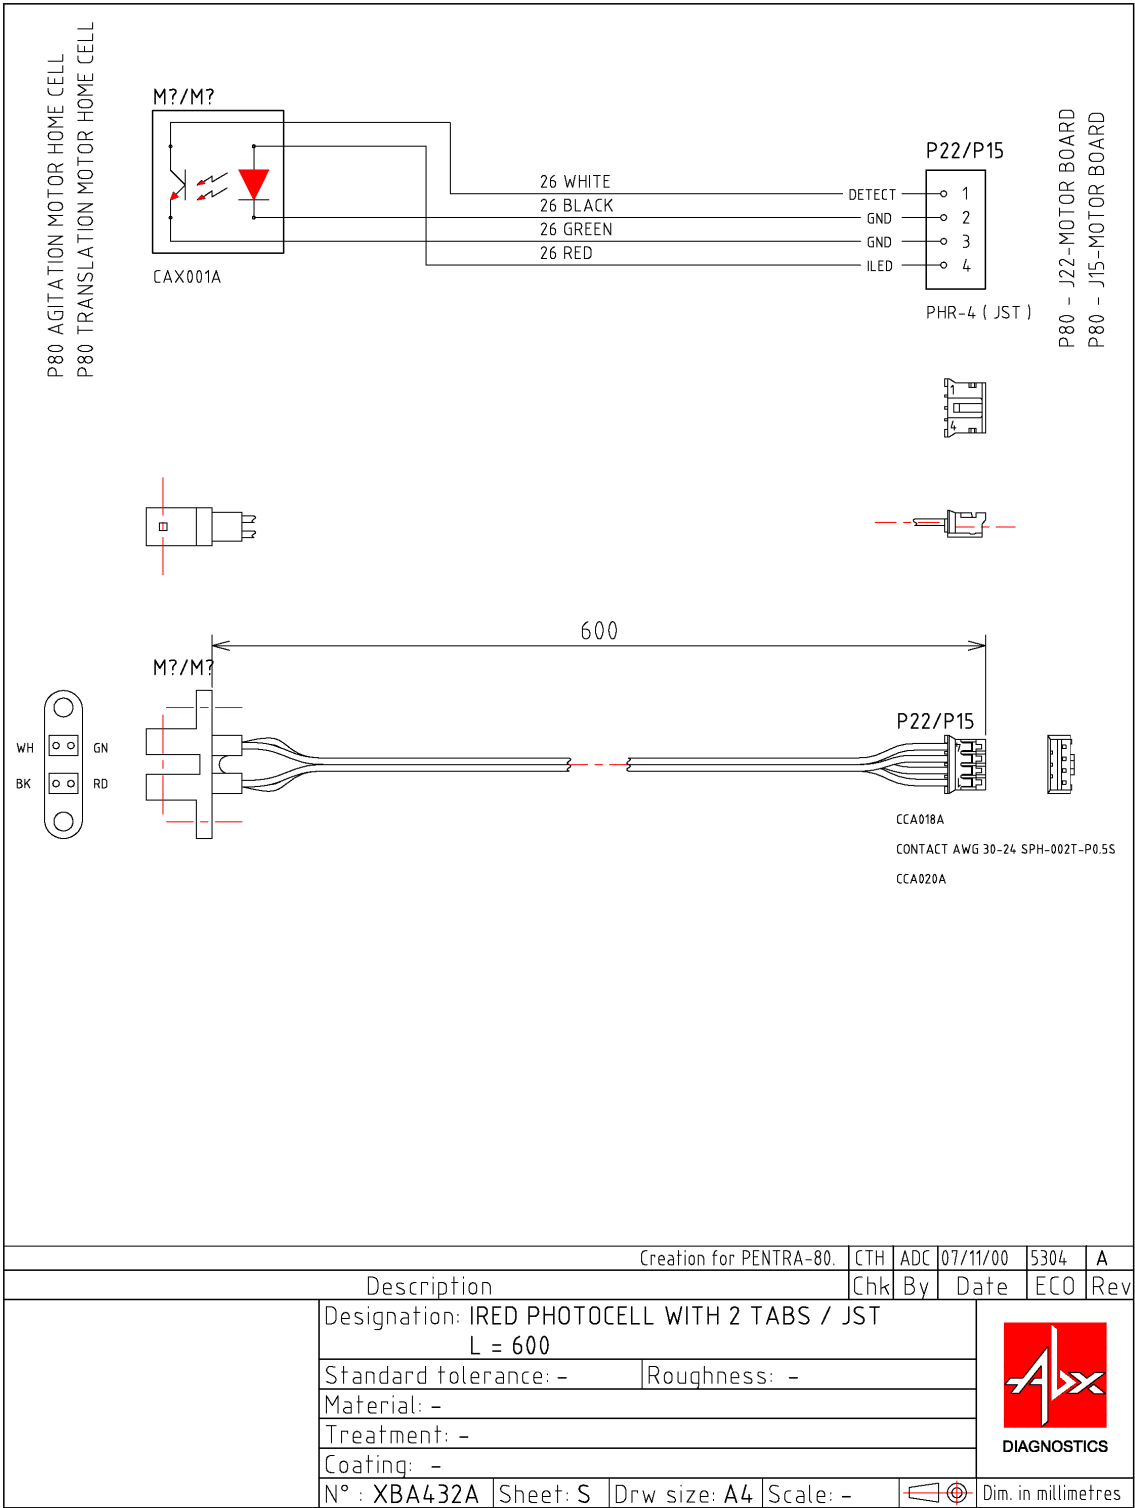 P80 AGITATION MOTOR HOME CELL
P80 TRANSLATION MOTOR HOME CELL
M?/M?
CAX001A
26 WHITE
26 BLACK
26 GREEN
26 RED
P22/P15
DETECT 1
GND 2
GND 3
ILED 4
PHR-4 ( JST )
P80 - J22-MOTOR BOARD
P80 - J15-MOTOR BOARD
1
4
600
M?/M?
P22/P15
WH GN
BK RD
CCA018A
CONTACT AWG 30-24 SPH-002T-P0.5S
CCA020A
Creation for PENTRA-80. CTH ADC 07/11/00 5304 A
Description Chk By Date ECO Rev
Designation: IRED PHOTOCELL WITH 2 TABS / JST
L = 600
Standard tolerance: - Roughness: -
Material: -
Treatment: -
Coating: -
N° : XBA432A Sheet: S Drw size: A4 Scale: - Dim. in millimetres
Abx
DIAGNOSTICS